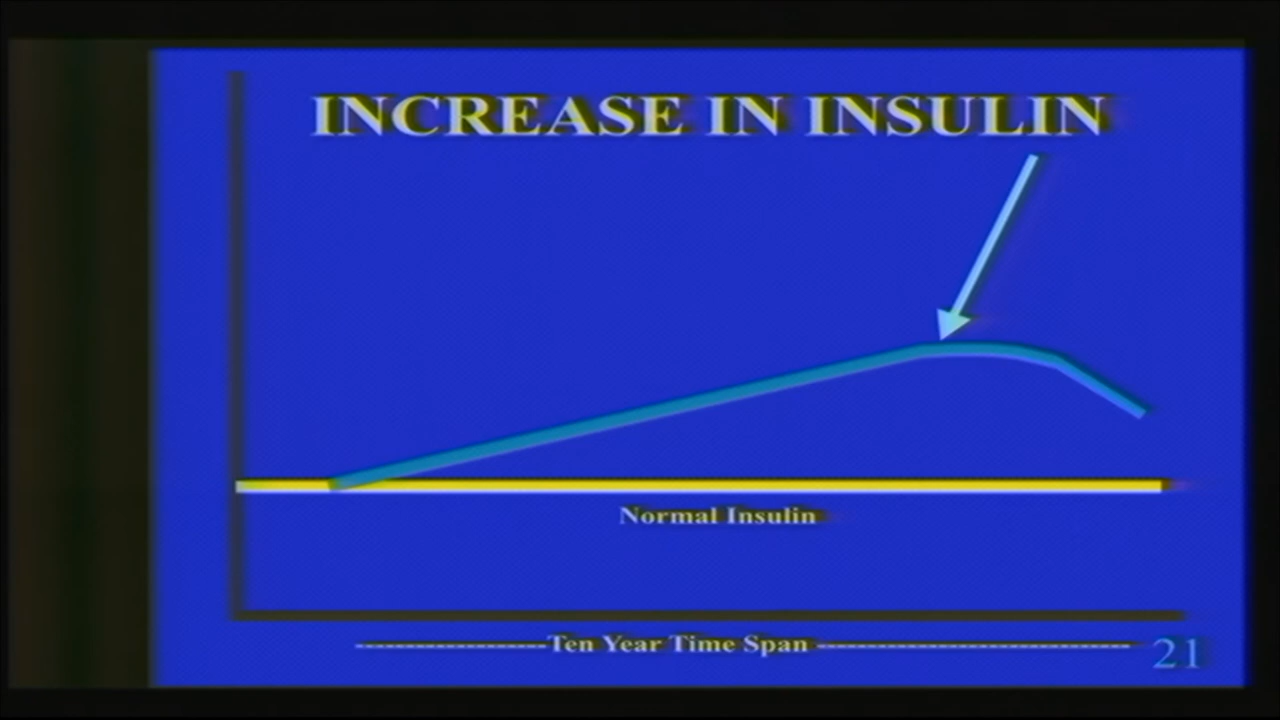 INCREASE IN INSULIN
Normal Insulin
-------------------Ten Year Time Span-------------------------------
21